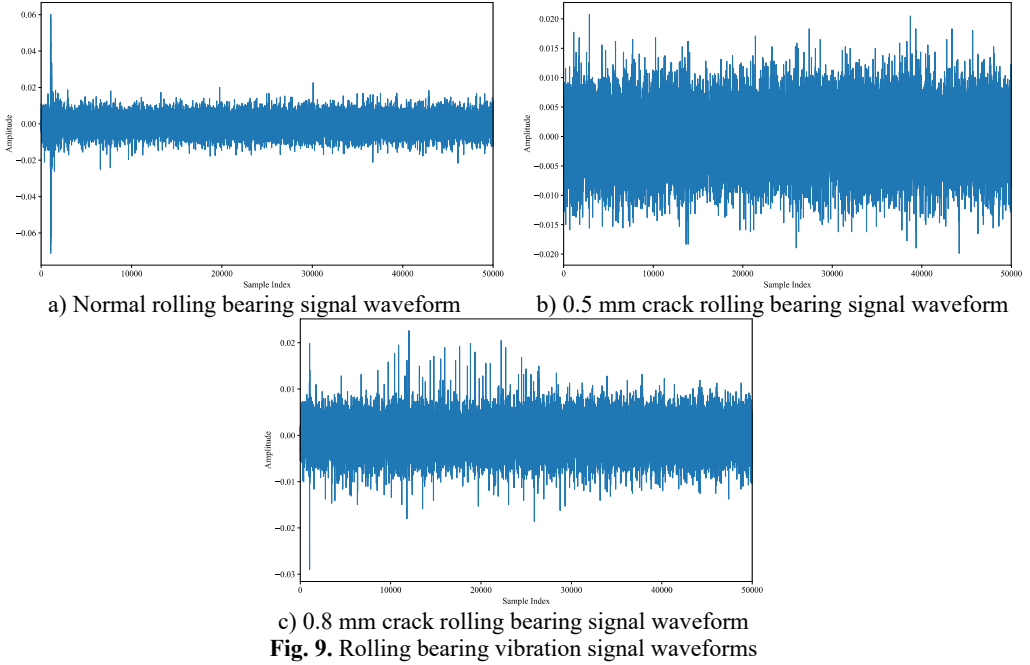 0.06
0.04
0.02
0.00
−0.02
−0.04
−0.06
Amplitude
0 10000 20000 30000 40000 50000
Sample Index
a) Normal rolling bearing signal waveform
0.020
0.015
0.010
0.005
0.000
−0.005
−0.010
−0.015
−0.020
Amplitude
0 10000 20000 30000 40000 50000
Sample Index
b) 0.5 mm crack rolling bearing signal waveform
0.02
0.01
0.00
−0.01
−0.02
−0.03
Amplitude
0 10000 20000 30000 40000 50000
Sample Index
c) 0.8 mm crack rolling bearing signal waveform
Fig. 9. Rolling bearing vibration signal waveforms